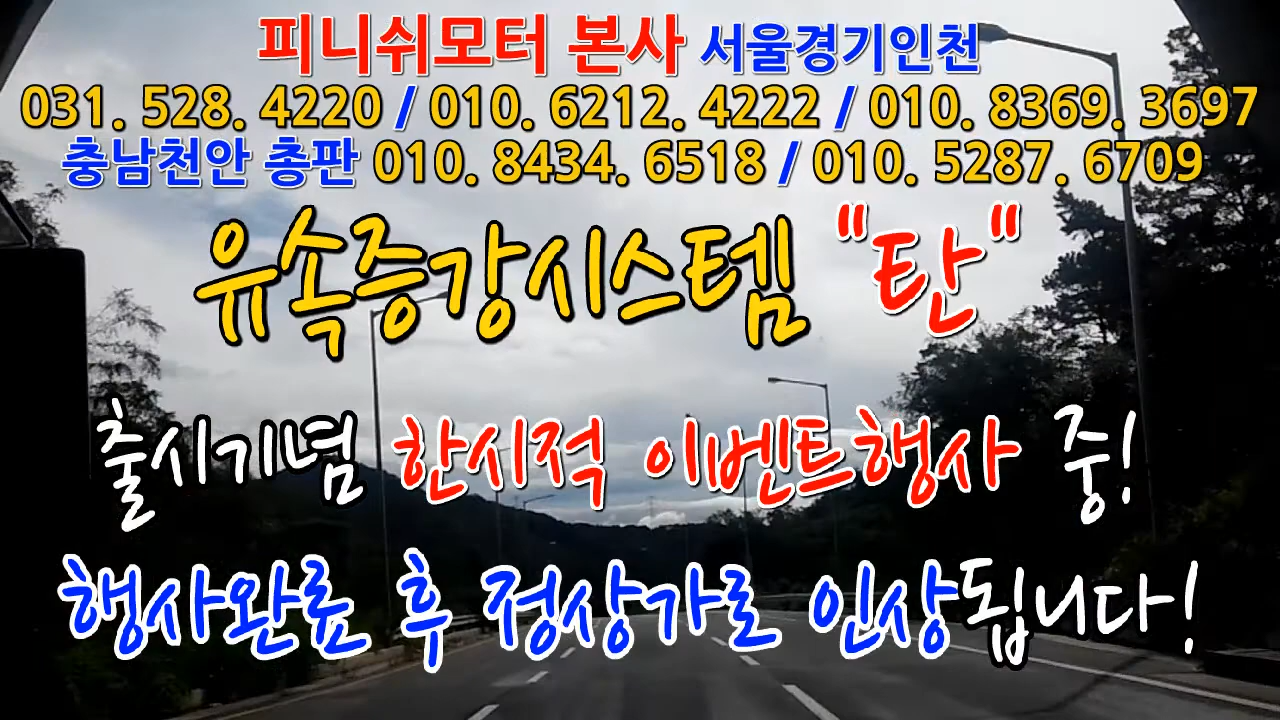 피니쉬모터 본사 서울경기인천
031. 528. 4220 / 010. 6212. 4222 / 010. 8369. 3697
충남천안 총판 010. 8434. 6518 / 010. 5287. 6709
유속증강시스템 "탄"
출시기념 한시적 이벤트행사 중!
행사완료 후 정상가로 인상됩니다!